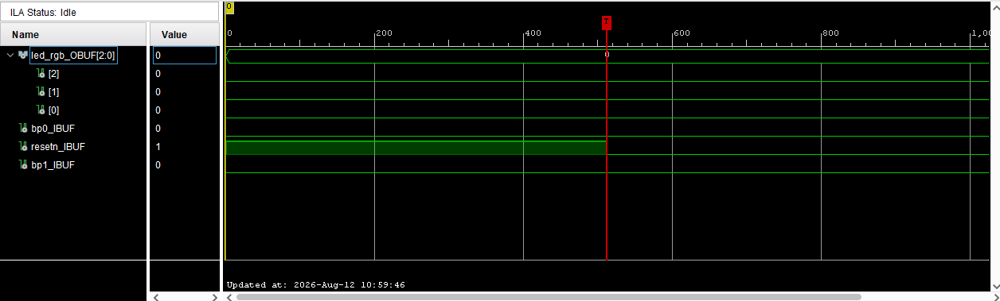 ILA Status: Idle
0
Name Value
T
0 200 400 600 800 1,0
led_rgb_OBUF[2:0] 0 0
[2] 0
[1] 0
[0] 0
bp0_IBUF 0
resetn_IBUF 1
bp1_IBUF 0
Updated at: 2026-Aug-12 10:59:46